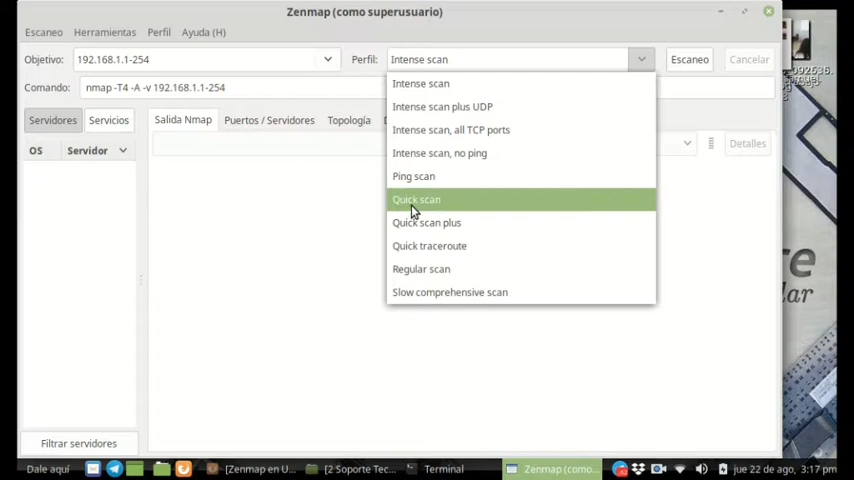 Zenmap (como superusuario)
Escaneo Herramientas Perfil Ayuda (H)
Objetivo: 192.168.1.1-254 Perfil: Intense scan Escaneo Cancelar
Comando: nmap -T4 -A -v 192.168.1.1-254
Intense scan
Intense scan plus UDP
Intense scan, all TCP ports
Intense scan, no ping
Ping scan
Quick scan
Quick scan plus
Quick traceroute
Regular scan
Slow comprehensive scan
Servidores Servicios Salida Nmap Puertos / Servidores Topología
OS Servidor Detalles
Filtrar servidores
Dale aquí [Zenmap en U... [2 Soporte Tec... Terminal Zenmap (como... jue 22 de ago, 3:17 pm